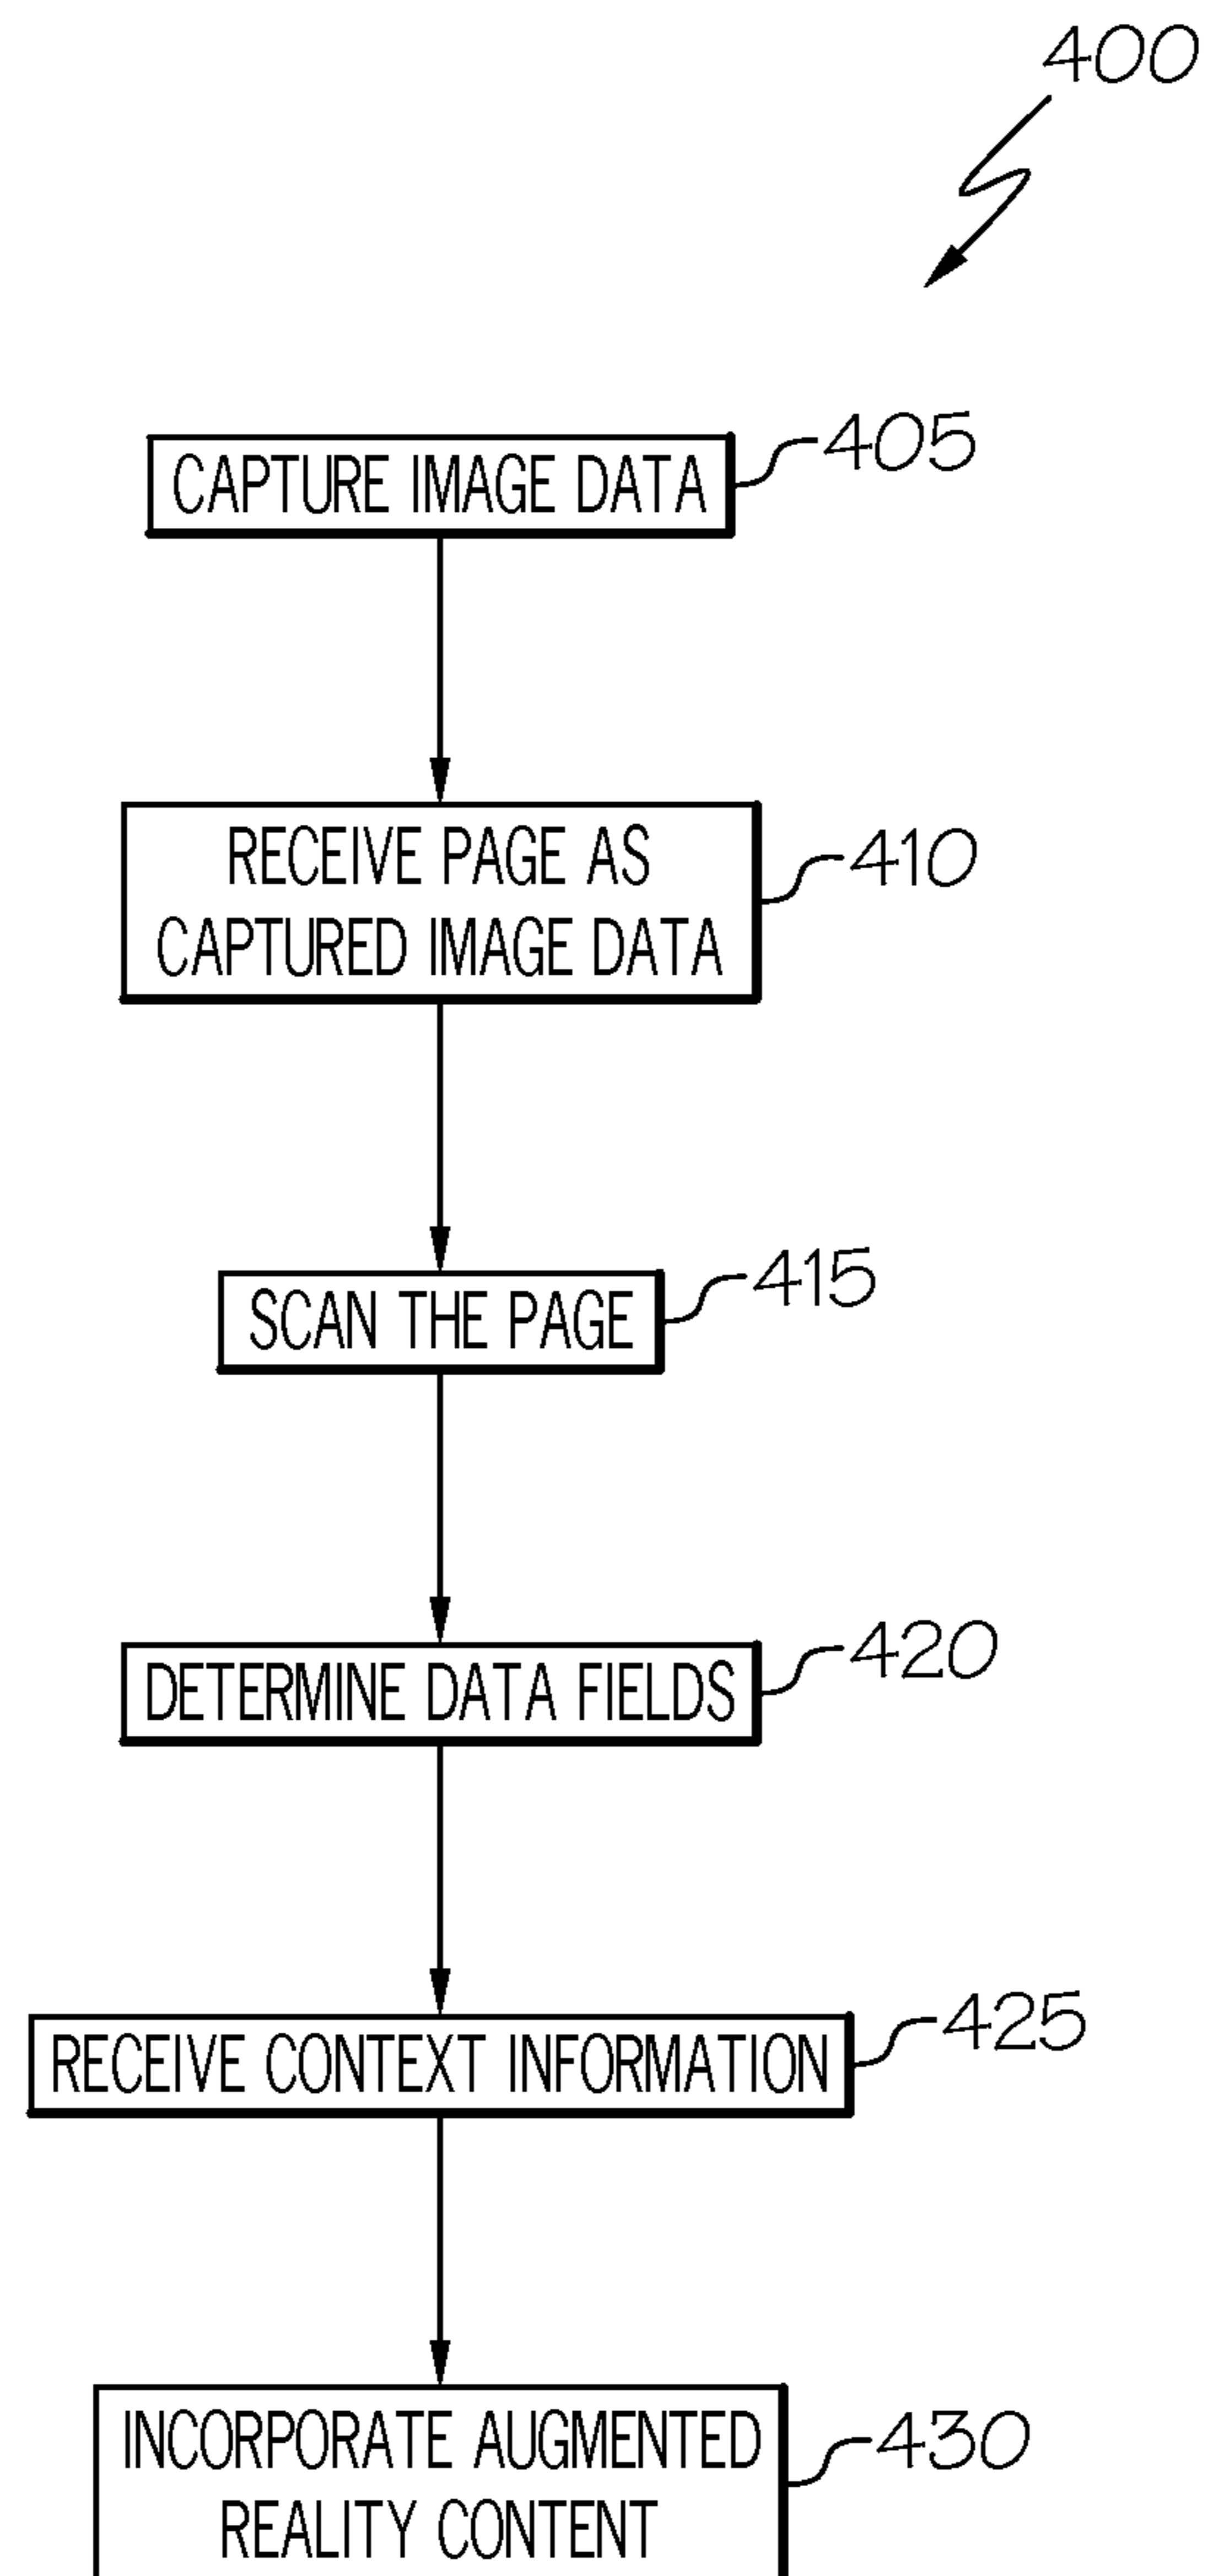 400
CAPTURE IMAGE DATA
405
RECEIVE PAGE AS
CAPTURED IMAGE DATA
410
SCAN THE PAGE
415
DETERMINE DATA FIELDS
420
RECEIVE CONTEXT INFORMATION
425
INCORPORATE AUGMENTED
REALITY CONTENT
430